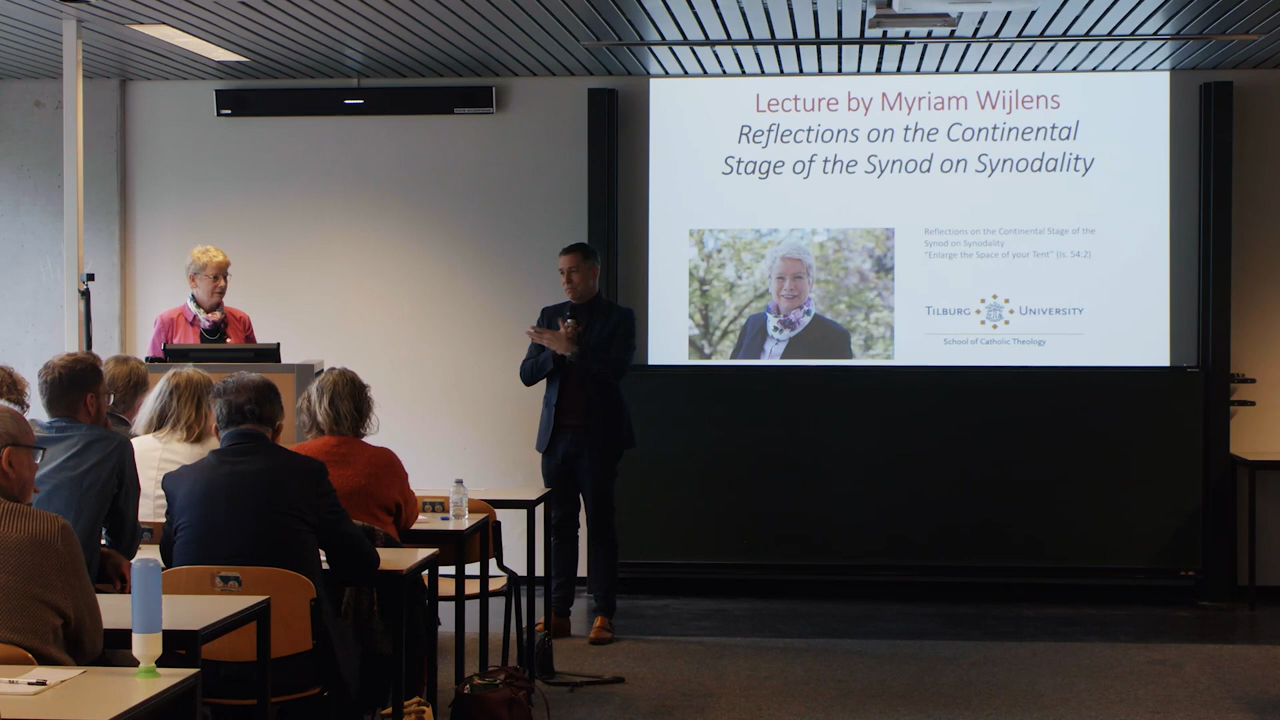 Lecture by Myriam Wijlens
Reflections on the Continental
Stage of the Synod on Synodality
Reflections on the Continental Stage of the
Synod on Synodality
"Enlarge the Space of your Tent" (Is. 54:2)
TILBURG UNIVERSITY
School of Catholic Theology